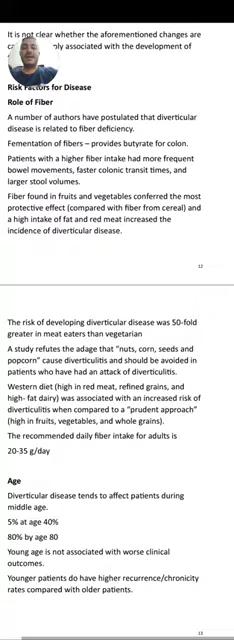 It is not clear whether the aforementioned changes are
associated with the development of
Risk Factors for Disease
Role of Fiber
A number of authors have postulated that diverticular
disease is related to fiber deficiency.
Fementation of fibers – provides butyrate for colon.
Patients with a higher fiber intake had more frequent
bowel movements, faster colonic transit times, and
larger stool volumes.
Fiber found in fruits and vegetables conferred the most
protective effect (compared with fiber from cereal) and
a high intake of fat and red meat increased the
incidence of diverticular disease.
12
The risk of developing diverticular disease was 50-fold
greater in meat eaters than vegetarian
A study refutes the adage that "nuts, corn, seeds and
popcorn" cause diverticulitis and should be avoided in
patients who have had an attack of diverticulitis.
Western diet (high in red meat, refined grains, and
high- fat dairy) was associated with an increased risk of
diverticulitis when compared to a "prudent approach"
(high in fruits, vegetables, and whole grains).
The recommended daily fiber intake for adults is
20-35 g/day
Age
Diverticular disease tends to affect patients during
middle age.
5% at age 40%
80% by age 80
Young age is not associated with worse clinical
outcomes.
Younger patients do have higher recurrence/chronicity
rates compared with older patients.
13